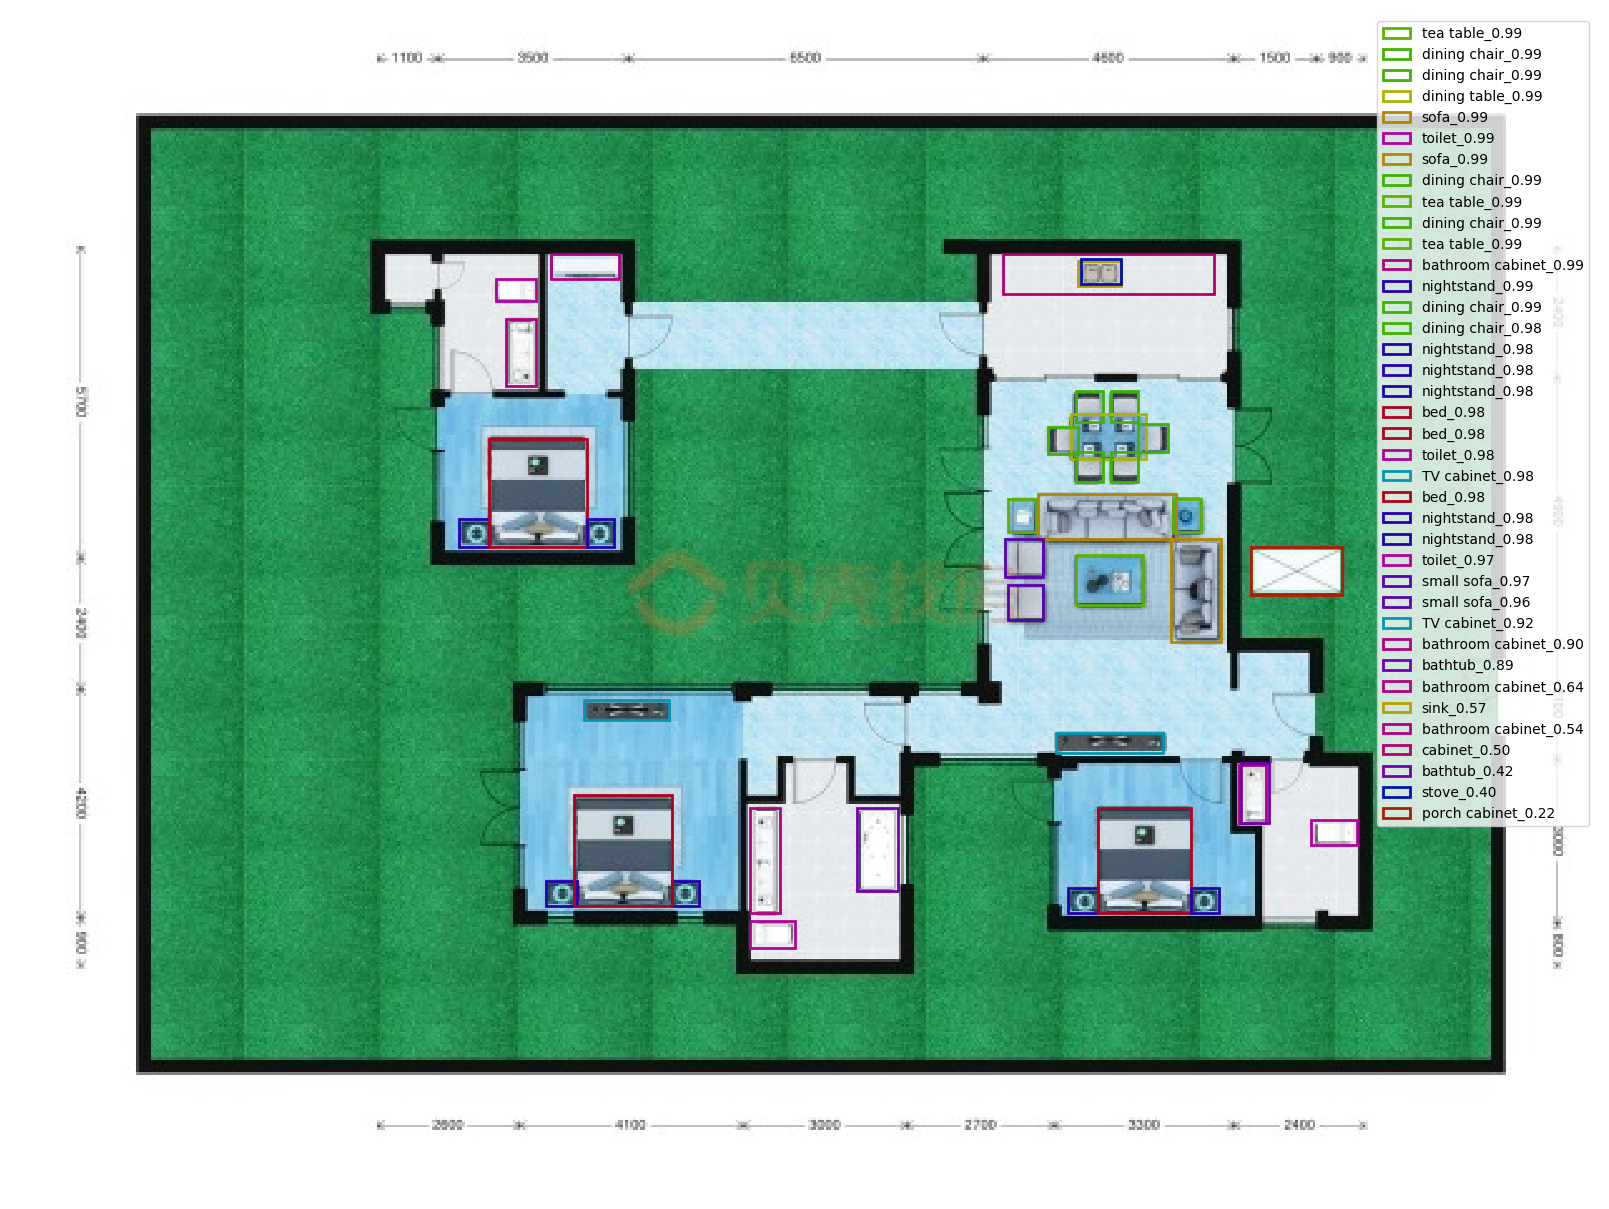 1100 3500 6500 4600 1500 900
tea table_0.99
dining chair_0.99
dining chair_0.99
dining table_0.99
sofa_0.99
toilet_0.99
sofa_0.99
dining chair_0.99
tea table_0.99
dining chair_0.99
tea table_0.99
bathroom cabinet_0.99
nightstand_0.99
dining chair_0.99
dining chair_0.98
nightstand_0.98
nightstand_0.98
nightstand_0.98
bed_0.98
bed_0.98
toilet_0.98
TV cabinet_0.98
bed_0.98
nightstand_0.98
nightstand_0.98
toilet_0.97
small sofa_0.97
small sofa_0.96
TV cabinet_0.92
bathroom cabinet_0.90
bathtub_0.89
bathroom cabinet_0.64
sink_0.57
bathroom cabinet_0.54
cabinet_0.50
bathtub_0.42
stove_0.40
porch cabinet_0.22
5700
2400
4200
900
2400
4900
3000
贝壳找房
2600 4100 3000 2700 3300 2400